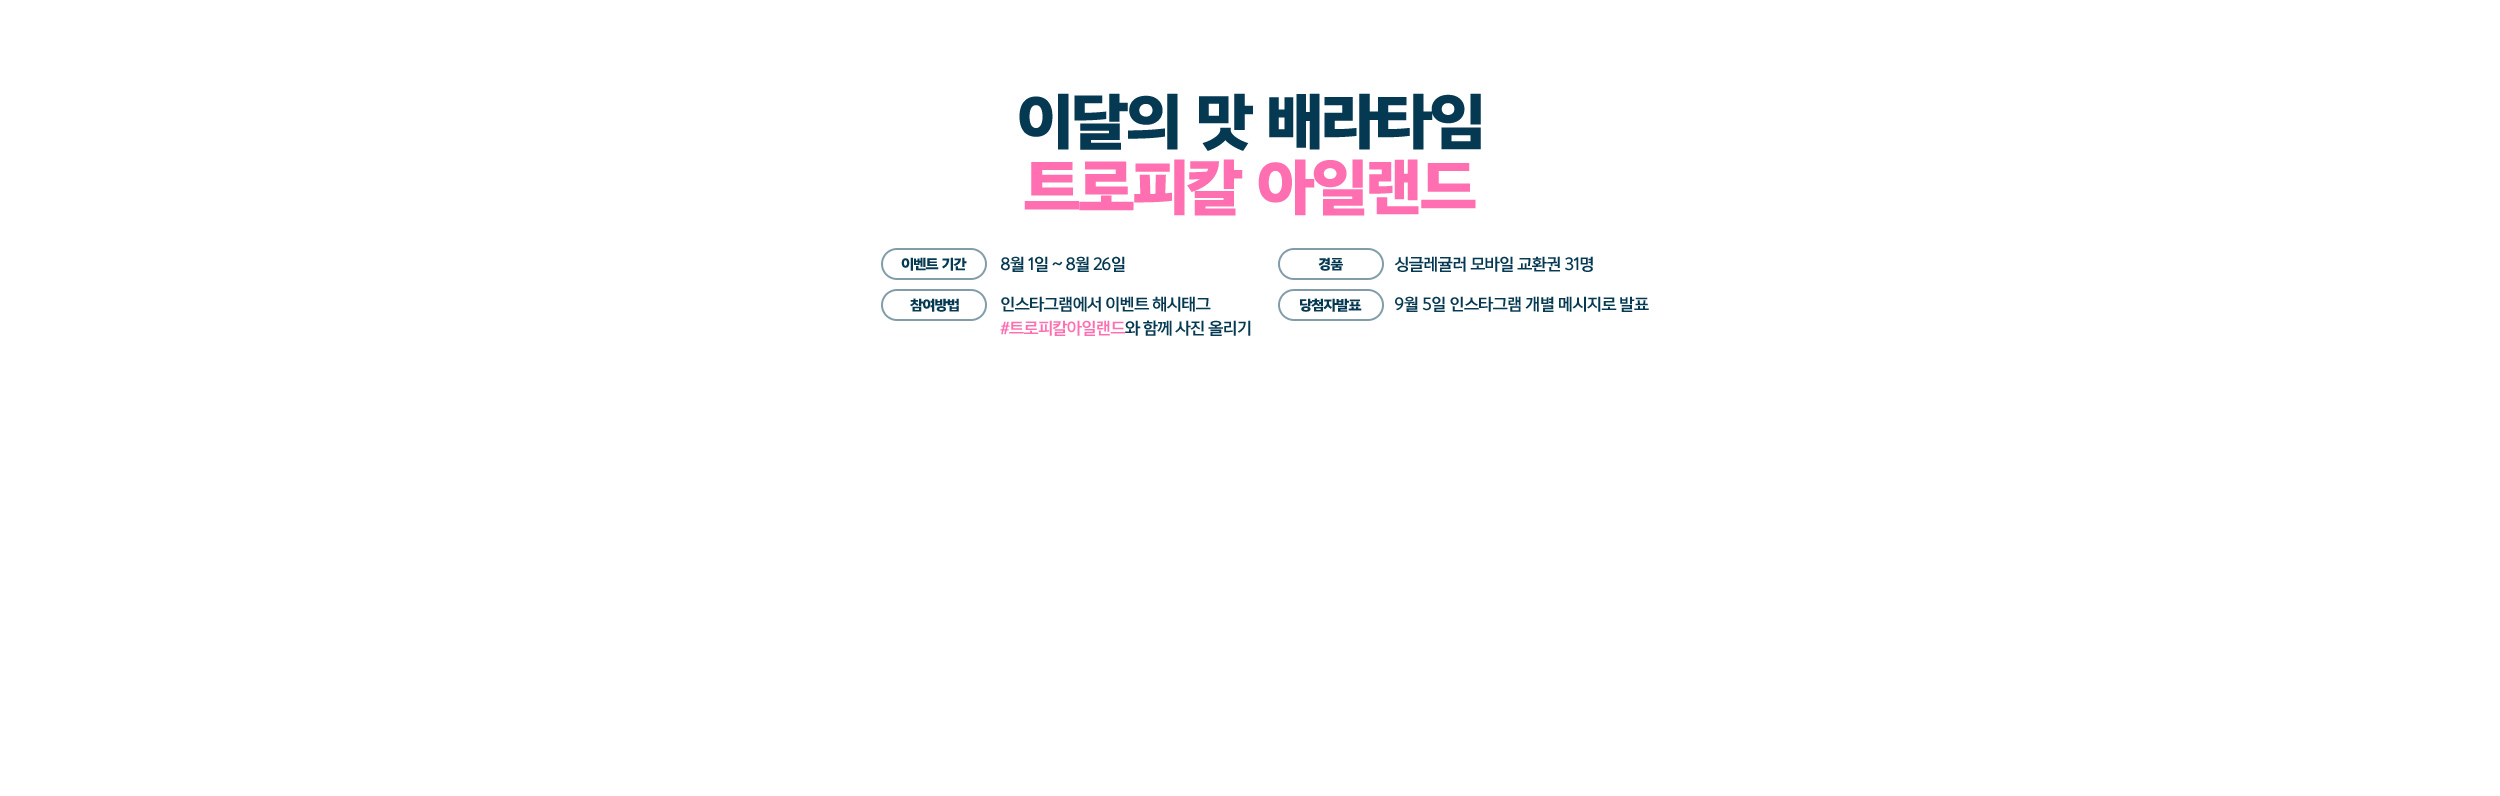 이달의 맛 배라타임
트로피칼 아일랜드
이벤트 기간 8월 1일 ~ 8월 26일
참여방법 인스타그램에서 이벤트 해시태그
#트로피칼아일랜드와 함께 사진 올리기
경품 싱글레귤러 모바일 교환권 31명
당첨자발표 9월 5일 인스타그램 개별 메시지로 발표